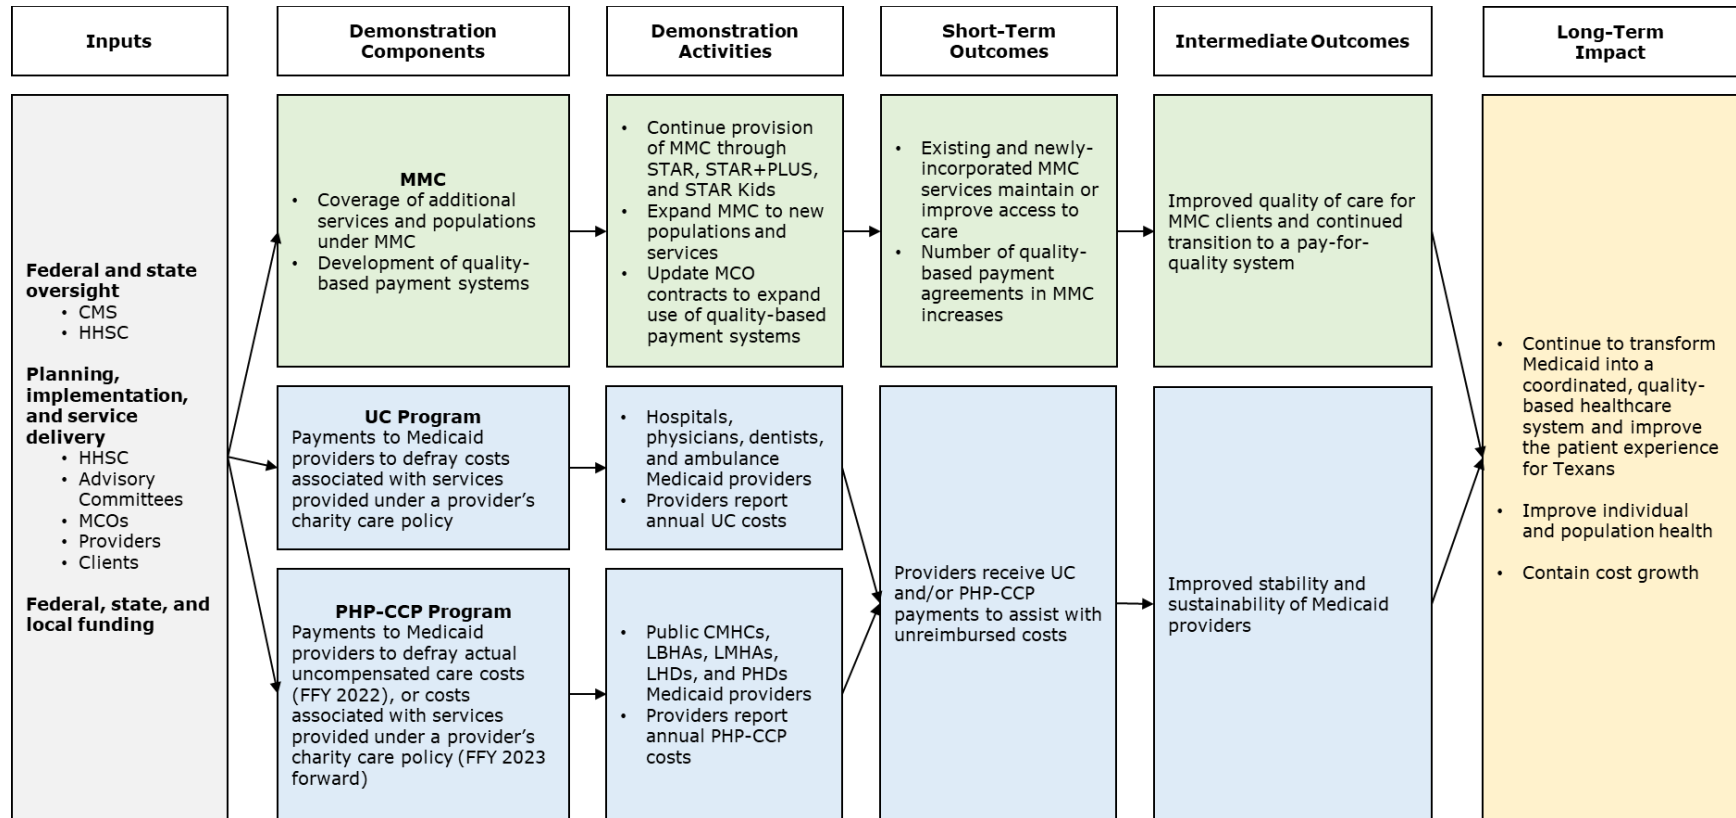 Inputs
Demonstration
Components
Demonstration
Activities
Short-Term
Outcomes
Intermediate Outcomes
Long-Term
Impact
Federal and state
oversight
• CMS
• HHSC
Planning,
implementation,
and service
delivery
• HHSC
• Advisory
Committees
• MCOs
• Providers
• Clients
Federal, state, and
local funding
MMC
• Coverage of additional
services and populations
under MMC
• Development of quality-
based payment systems
• Continue provision
of MMC through
STAR, STAR+PLUS,
and STAR Kids
• Expand MMC to new
populations and
services
• Update MCO
contracts to expand
use of quality-based
payment systems
• Existing and newly-
incorporated MMC
services maintain or
improve access to
care
• Number of quality-
based payment
agreements in MMC
increases
Improved quality of care for
MMC clients and continued
transition to a pay-for-
quality system
UC Program
Payments to Medicaid
providers to defray costs
associated with services
provided under a provider's
charity care policy
• Hospitals,
physicians, dentists,
and ambulance
Medicaid providers
• Providers report
annual UC costs
PHP-CCP Program
Payments to Medicaid
providers to defray actual
uncompensated care costs
(FFY 2022), or costs
associated with services
provided under a provider's
charity care policy (FFY 2023
forward)
• Public CMHCs,
LBHAs, LMHAs,
LHDs, and PHDs
Medicaid providers
• Providers report
annual PHP-CCP
costs
Providers receive UC
and/or PHP-CCP
payments to assist with
unreimbursed costs
Improved stability and
sustainability of Medicaid
providers
• Continue to transform
Medicaid into a
coordinated, quality-
based healthcare
system and improve
the patient experience
for Texans
• Improve individual
and population health
• Contain cost growth